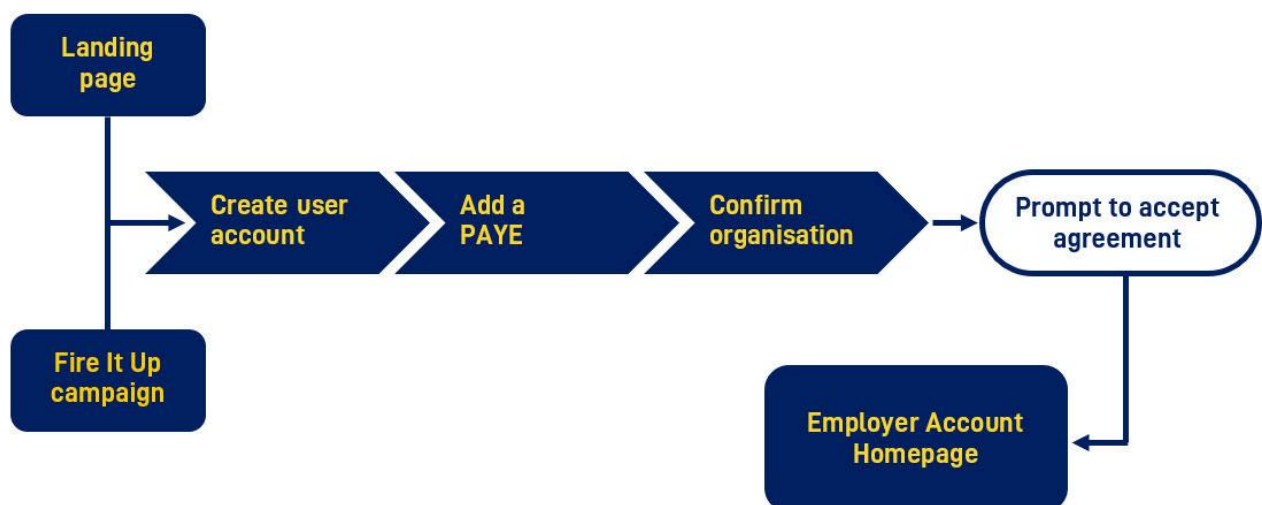 Landing
page
Create user
account
Add a
PAYE
Confirm
organisation
Prompt to accept
agreement
Fire It Up
campaign
Employer Account
Homepage